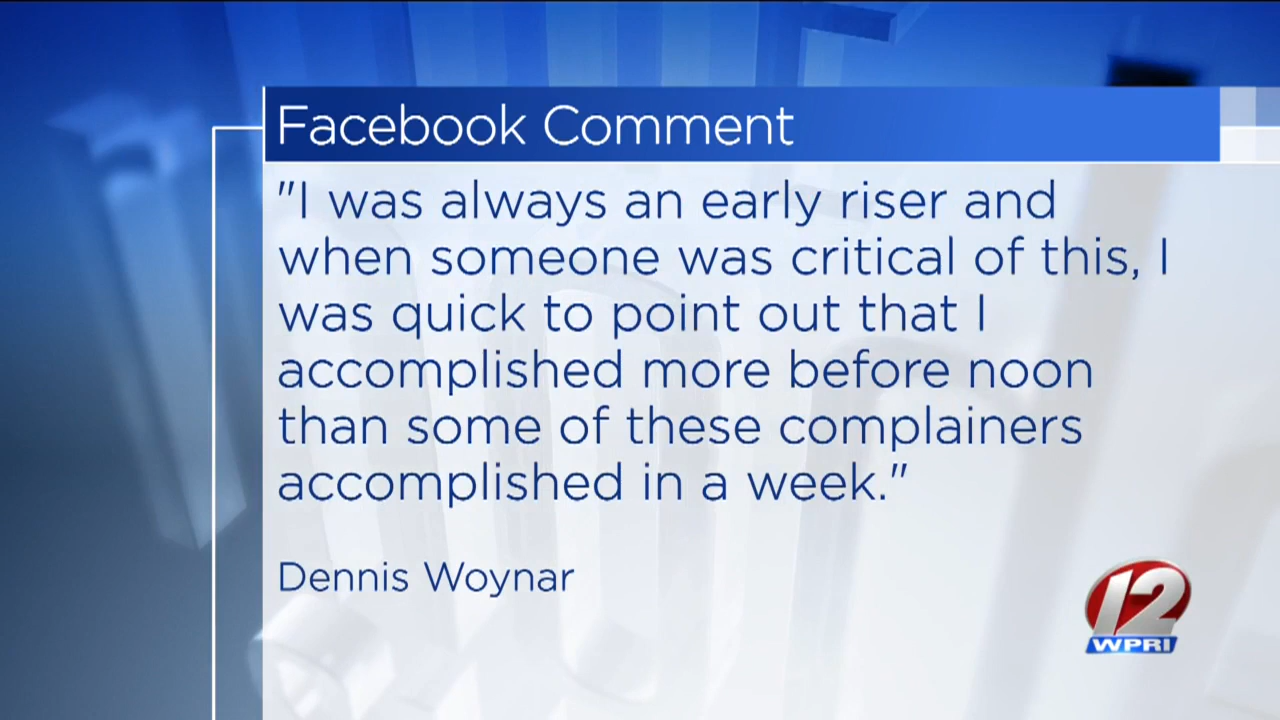 Facebook Comment
"I was always an early riser and
when someone was critical of this, I
was quick to point out that I
accomplished more before noon
than some of these complainers
accomplished in a week."
Dennis Woynar
12
WPRI